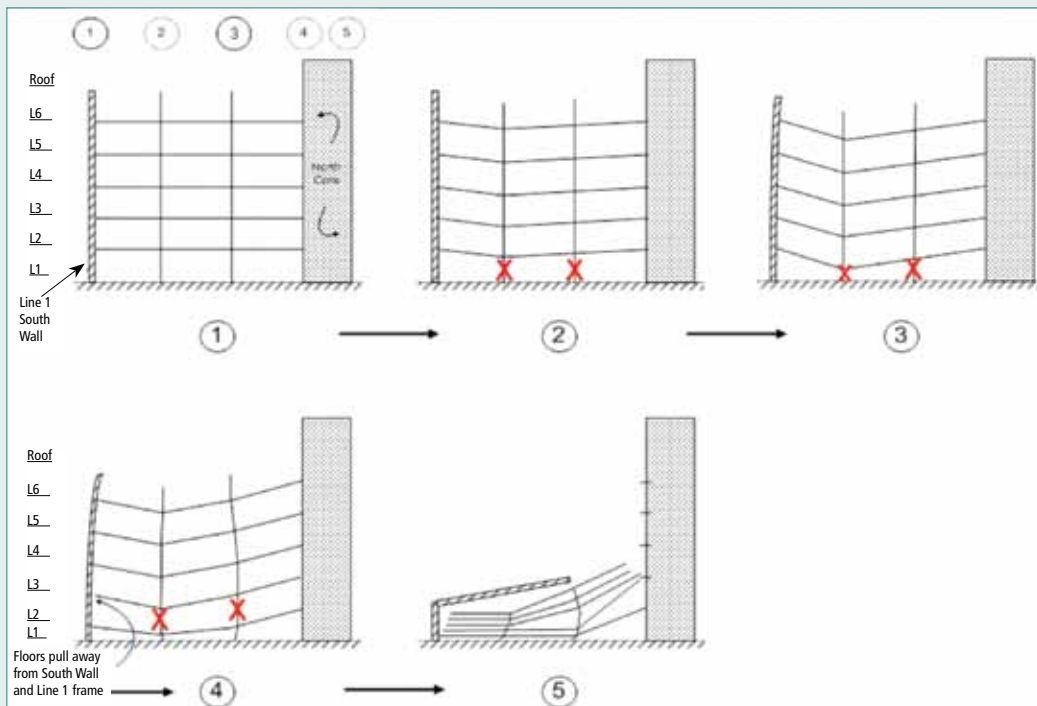 1 2 3 4 5
Roof
L6
L5
L4
L3
L2
L1
North
Core
Line 1
South
Wall
1
2
3
Roof
L6
L5
L4
L3
L2
L1
Floors pull away
from South Wall
and Line 1 frame
4
5